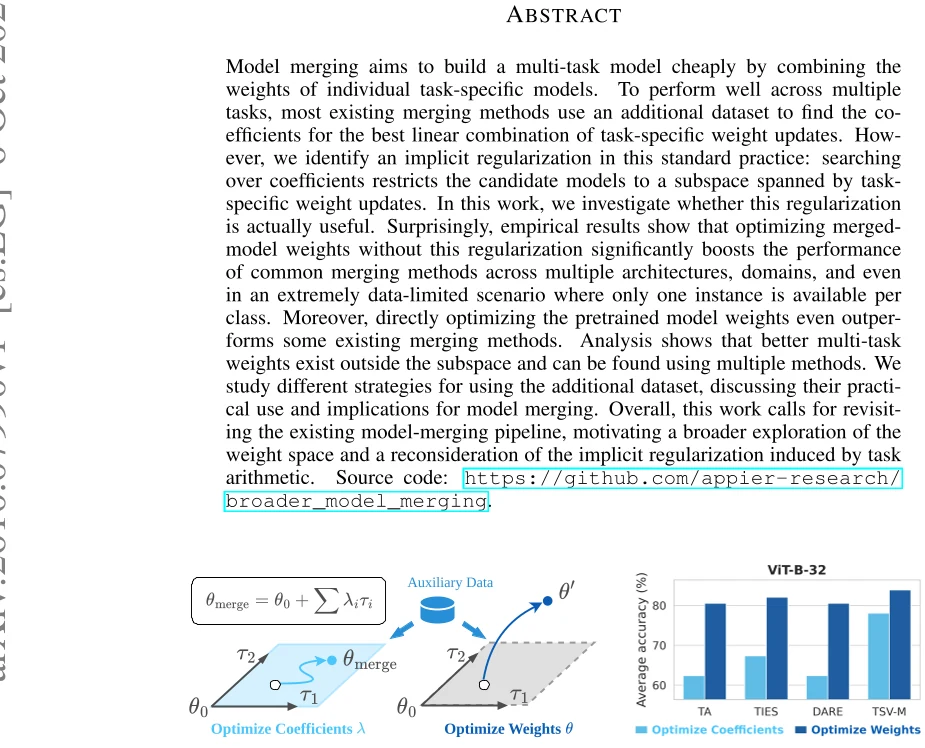 ABSTRACT
Model merging aims to build a multi-task model cheaply by combining the
weights of individual task-specific models. To perform well across multiple
tasks, most existing merging methods use an additional dataset to find the co-
efficients for the best linear combination of task-specific weight updates. How-
ever, we identify an implicit regularization in this standard practice: searching
over coefficients restricts the candidate models to a subspace spanned by task-
specific weight updates. In this work, we investigate whether this regularization
is actually useful. Surprisingly, empirical results show that optimizing merged-
model weights without this regularization significantly boosts the performance
of common merging methods across multiple architectures, domains, and even
in an extremely data-limited scenario where only one instance is available per
class. Moreover, directly optimizing the pretrained model weights even outper-
forms some existing merging methods. Analysis shows that better multi-task
weights exist outside the subspace and can be found using multiple methods. We
study different strategies for using the additional dataset, discussing their practi-
cal use and implications for model merging. Overall, this work calls for revisit-
ing the existing model-merging pipeline, motivating a broader exploration of the
weight space and a reconsideration of the implicit regularization induced by task
arithmetic. Source code: https://github.com/appier-research/
broader_model_merging.
θmerge = θ0 + ∑ λiτi
Auxiliary Data
τ2
θmerge
τ1
θ0
Optimize Coefficients λ
θ′
τ2
τ1
θ0
Optimize Weights θ
ViT-B-32
Average accuracy (%)
80
70
60
TA TIES DARE TSV-M
Optimize Coefficients Optimize Weights